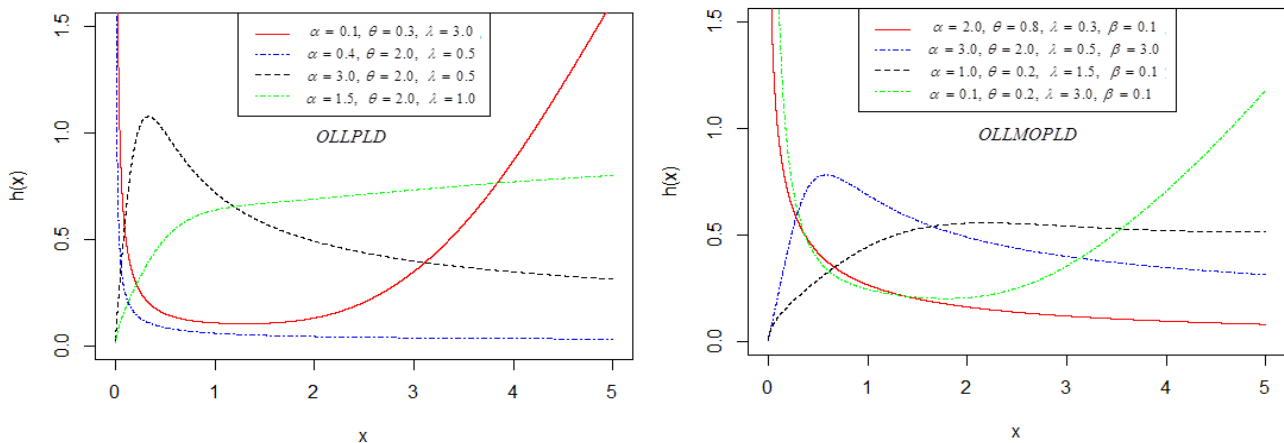 1.5
1.0
0.5
0.0
h(x)
α = 0.1, θ = 0.3, λ = 3.0
α = 0.4, θ = 2.0, λ = 0.5
α = 3.0, θ = 2.0, λ = 0.5
α = 1.5, θ = 2.0, λ = 1.0
OLLPLD
0 1 2 3 4 5
x
1.5
1.0
0.5
0.0
h(x)
α = 2.0, θ = 0.8, λ = 0.3, β = 0.1
α = 3.0, θ = 2.0, λ = 0.5, β = 3.0
α = 1.0, θ = 0.2, λ = 1.5, β = 0.1
α = 0.1, θ = 0.2, λ = 3.0, β = 0.1
OLLMOPLD
0 1 2 3 4 5
x